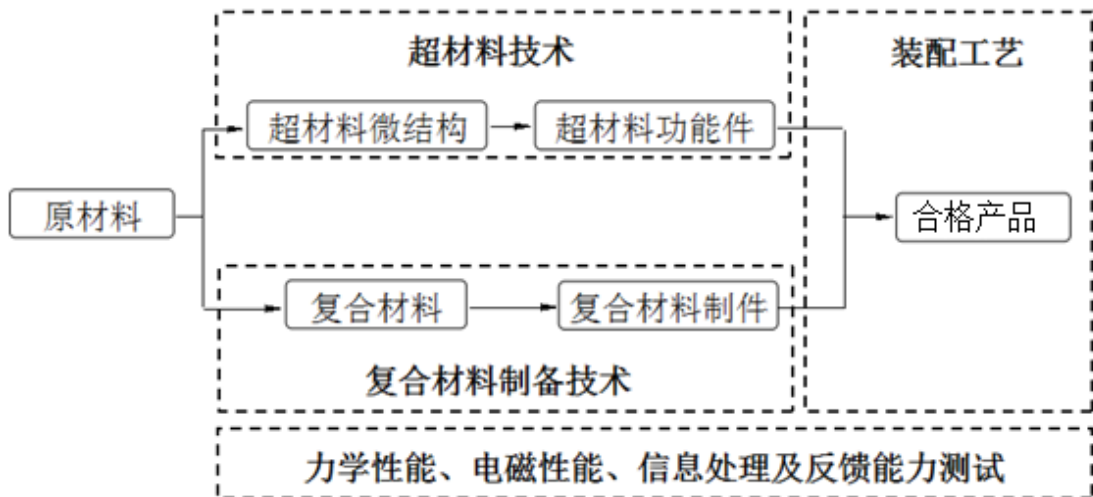 超材料技术
装配工艺
超材料微结构
超材料功能件
原材料
合格产品
复合材料
复合材料制件
复合材料制备技术
力学性能、电磁性能、信息处理及反馈能力测试